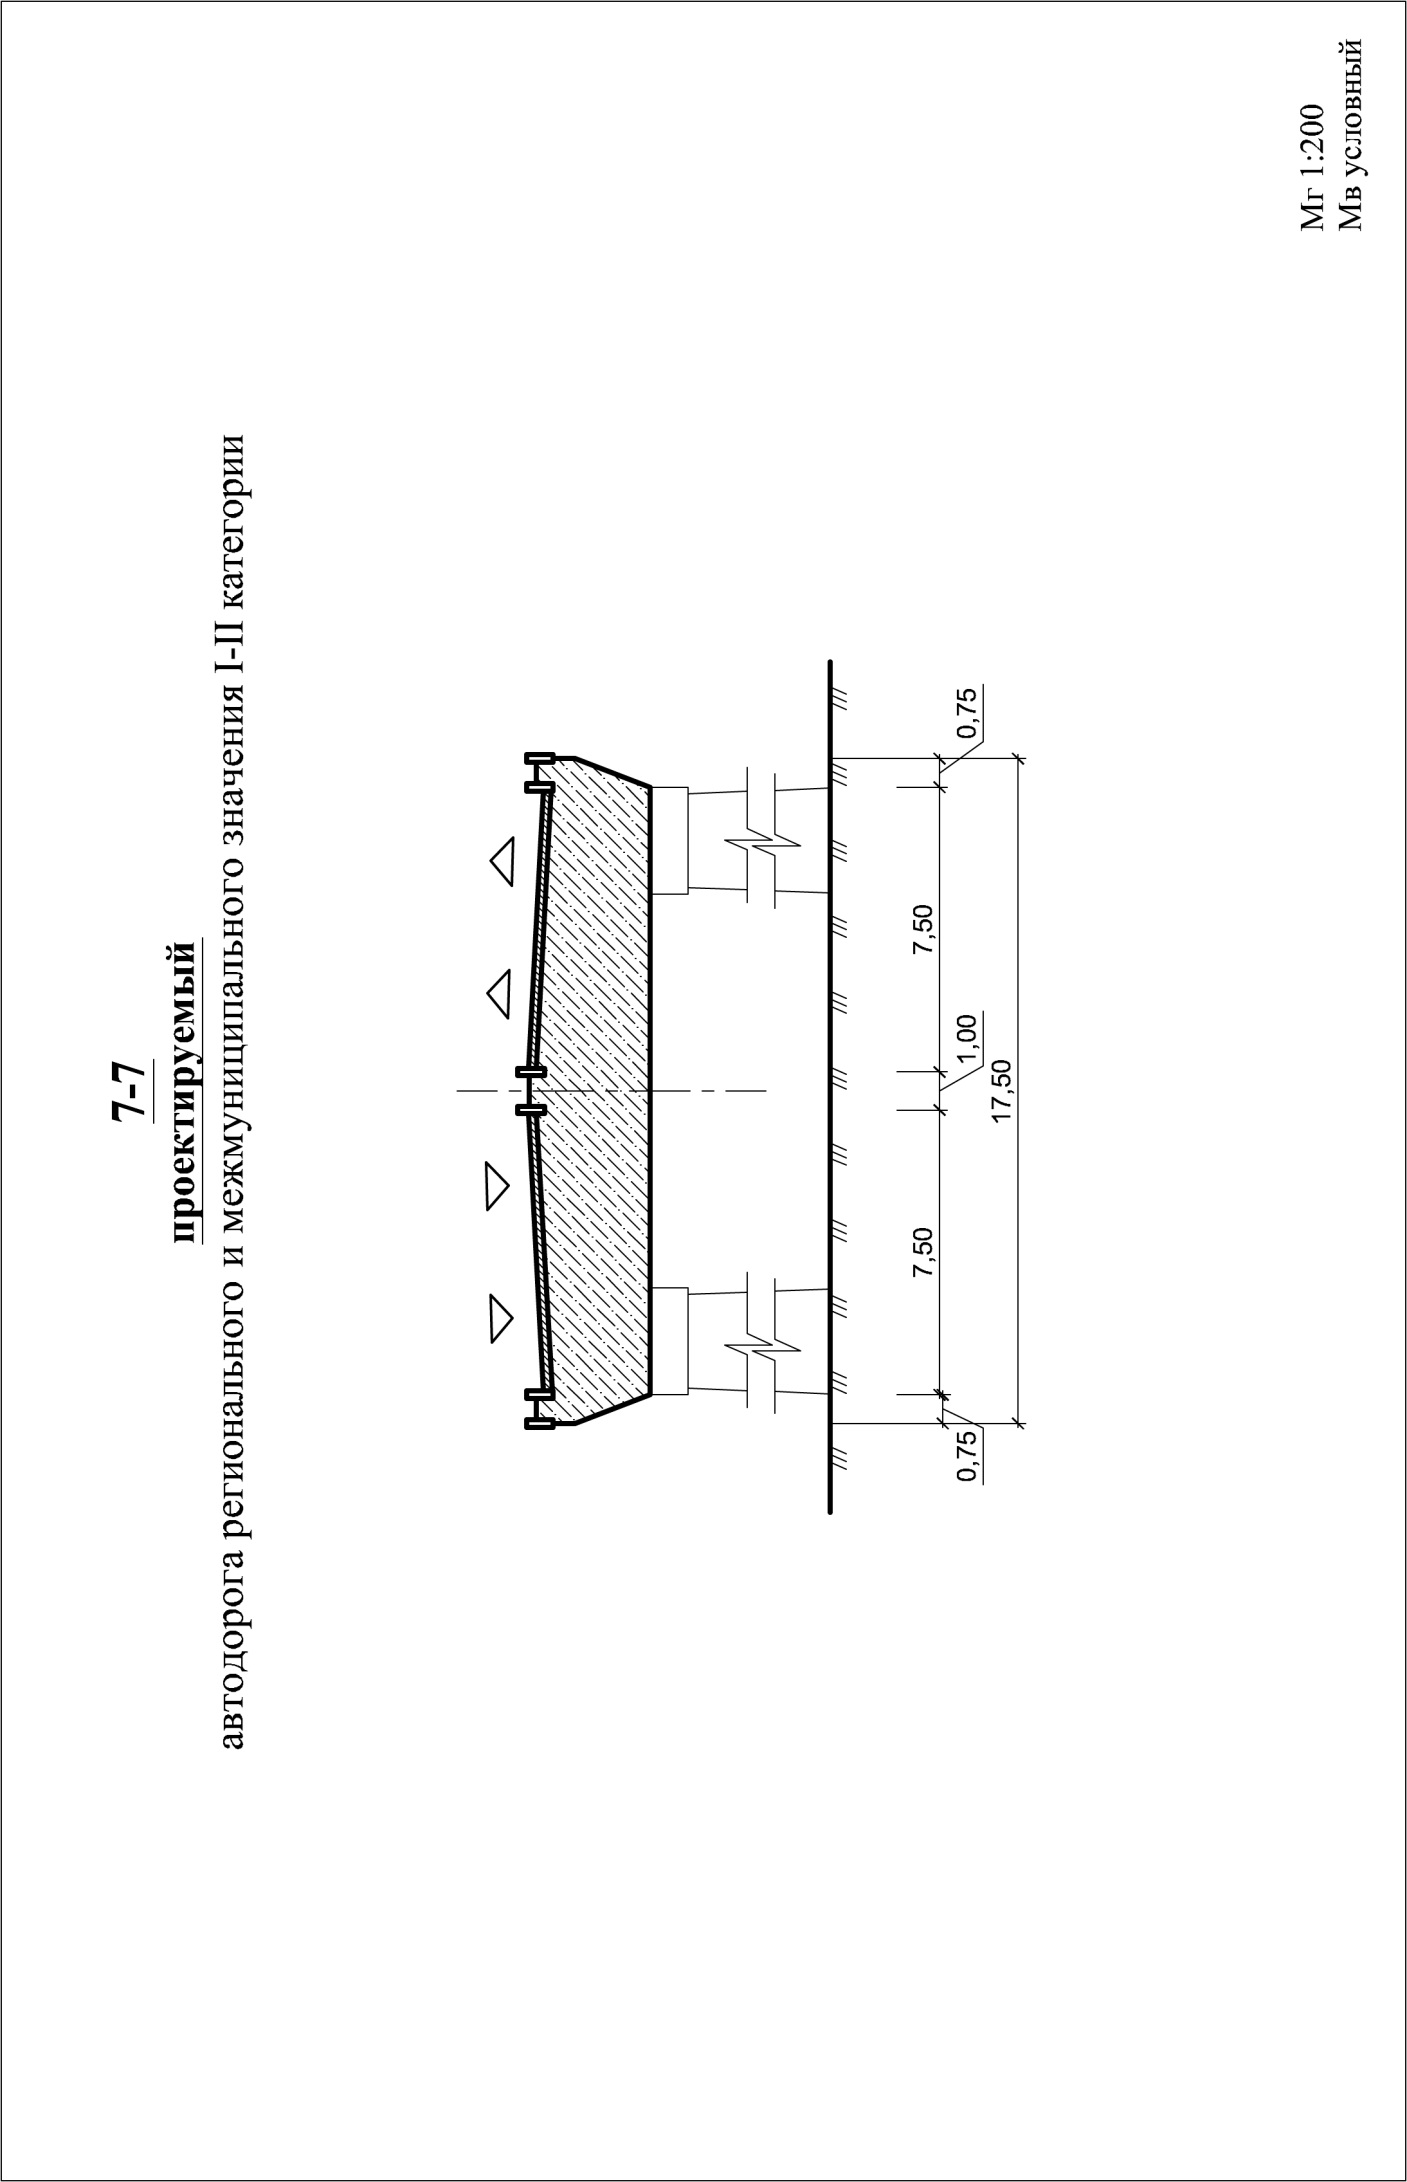 7-7
проектируемый
автодорога регионального и межмуниципального значения I-II категории
0,75
7,50
1,00
7,50
0,75
17,50
Мг 1:200
Мв условный